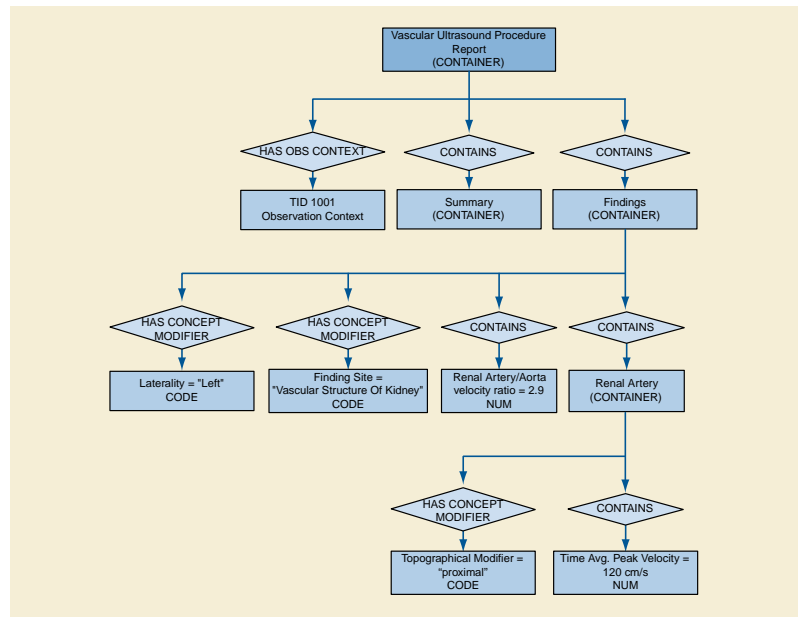 Vascular Ultrasound Procedure
Report
(CONTAINER)
HAS OBS CONTEXT
CONTAINS
CONTAINS
TID 1001
Observation Context
Summary
(CONTAINER)
Findings
(CONTAINER)
HAS CONCEPT
MODIFIER
HAS CONCEPT
MODIFIER
CONTAINS
CONTAINS
Laterality = "Left"
CODE
Finding Site =
"Vascular Structure Of Kidney"
CODE
Renal Artery/Aorta
velocity ratio = 2.9
NUM
Renal Artery
(CONTAINER)
HAS CONCEPT
MODIFIER
CONTAINS
Topographical Modifier =
“proximal”
CODE
Time Avg. Peak Velocity =
120 cm/s
NUM